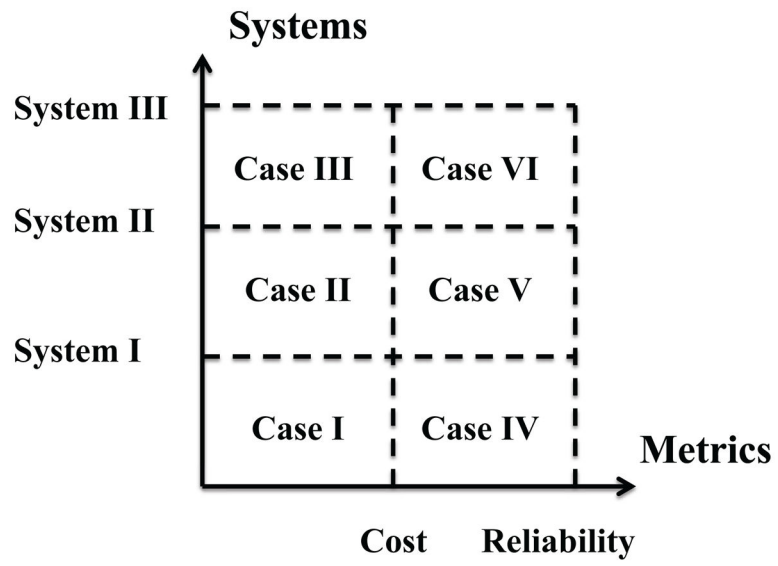 Systems
System III
Case III
Case VI
System II
Case II
Case V
System I
Case I
Case IV
Metrics
Cost
Reliability